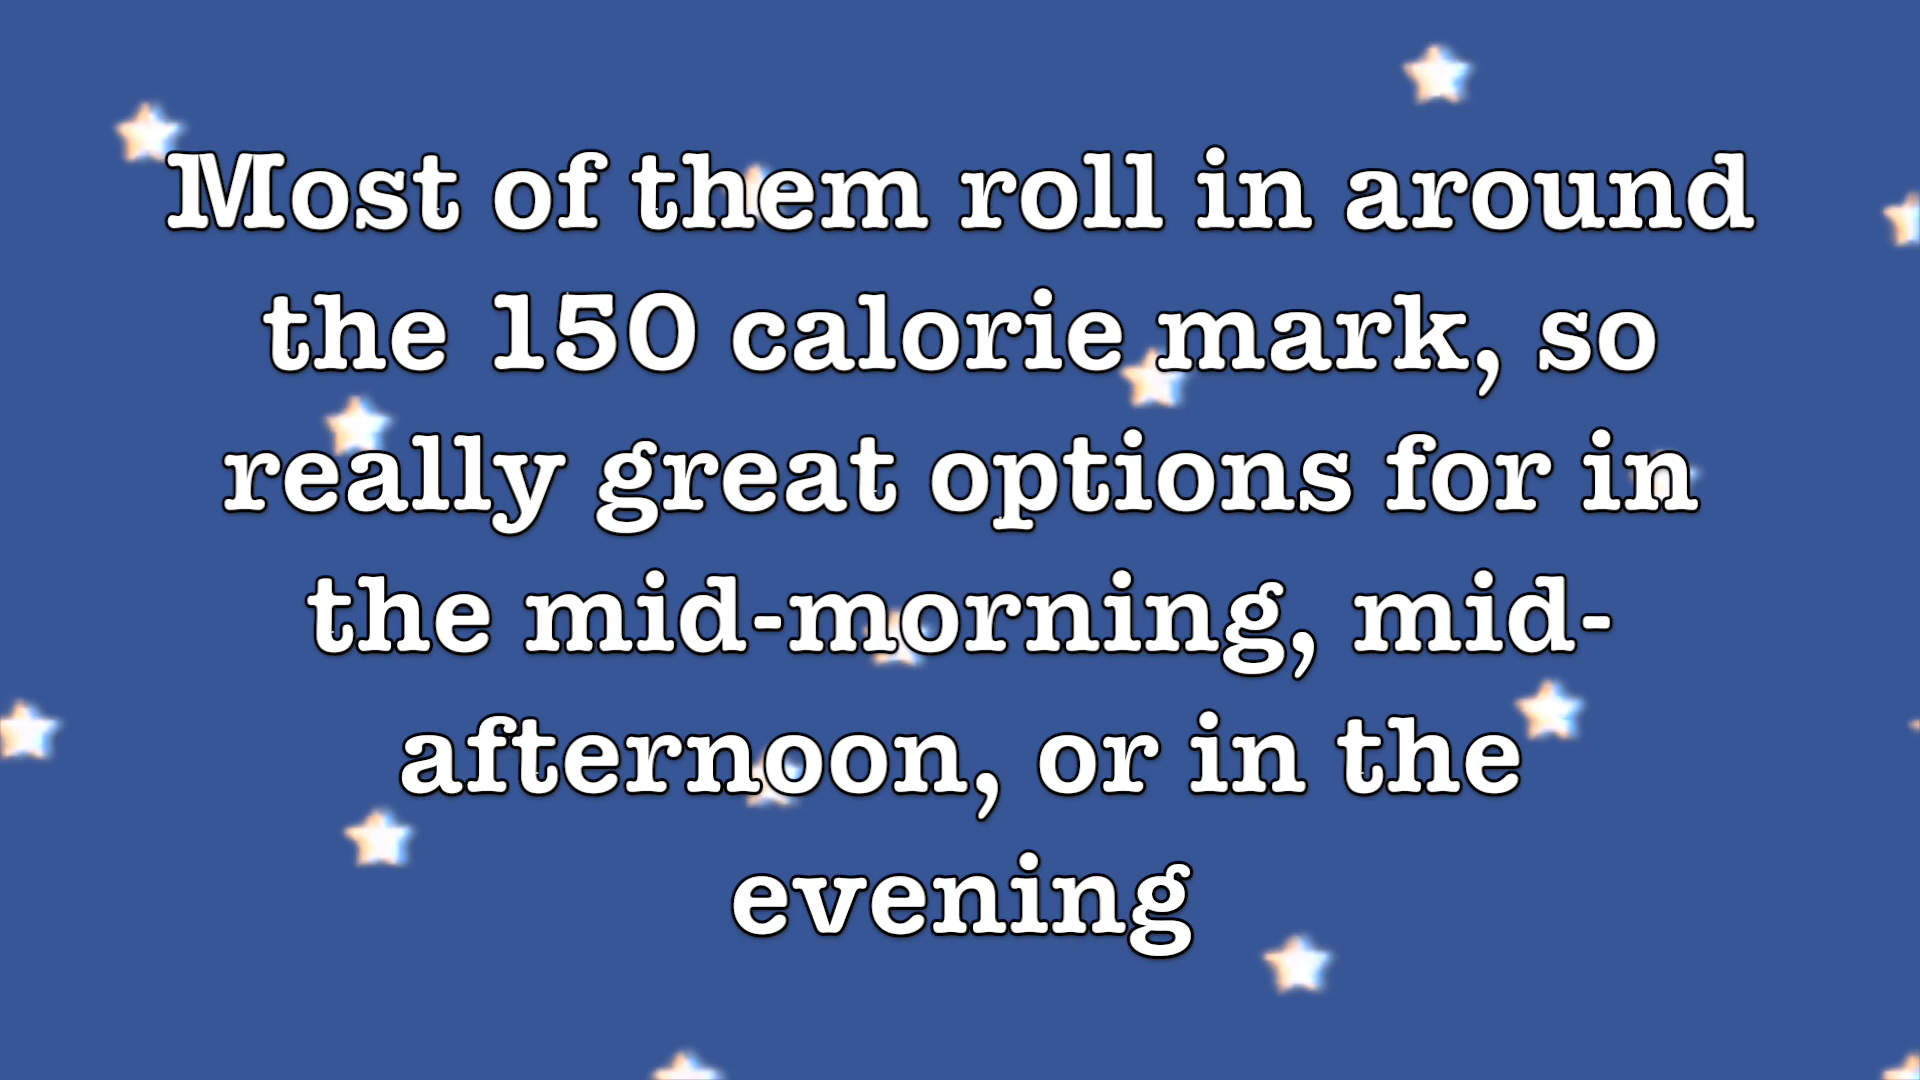 Most of them roll in around
the 150 calorie mark, so
really great options for in
the mid-morning, mid-
afternoon, or in the
evening